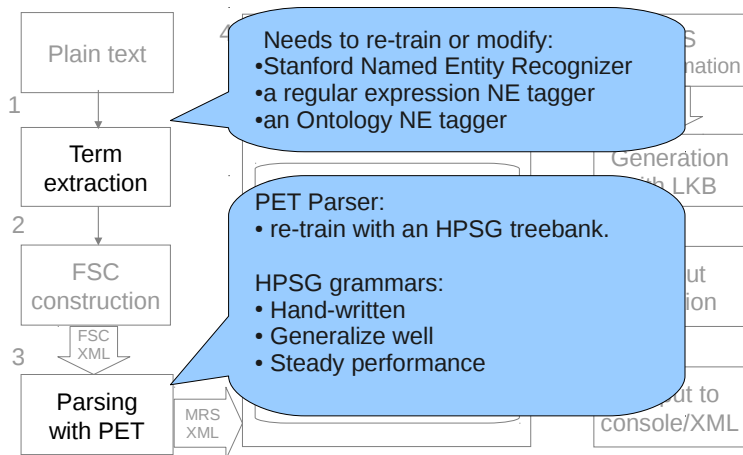 Plain text
1
Term
extraction
2
FSC
construction
FSC
XML
3
Parsing
with PET
MRS
XML
4
Needs to re-train or modify:
•Stanford Named Entity Recognizer
•a regular expression NE tagger
•an Ontology NE tagger
PET Parser:
• re-train with an HPSG treebank.
HPSG grammars:
• Hand-written
• Generalize well
• Steady performance
Generation
LKB
to
console/XML